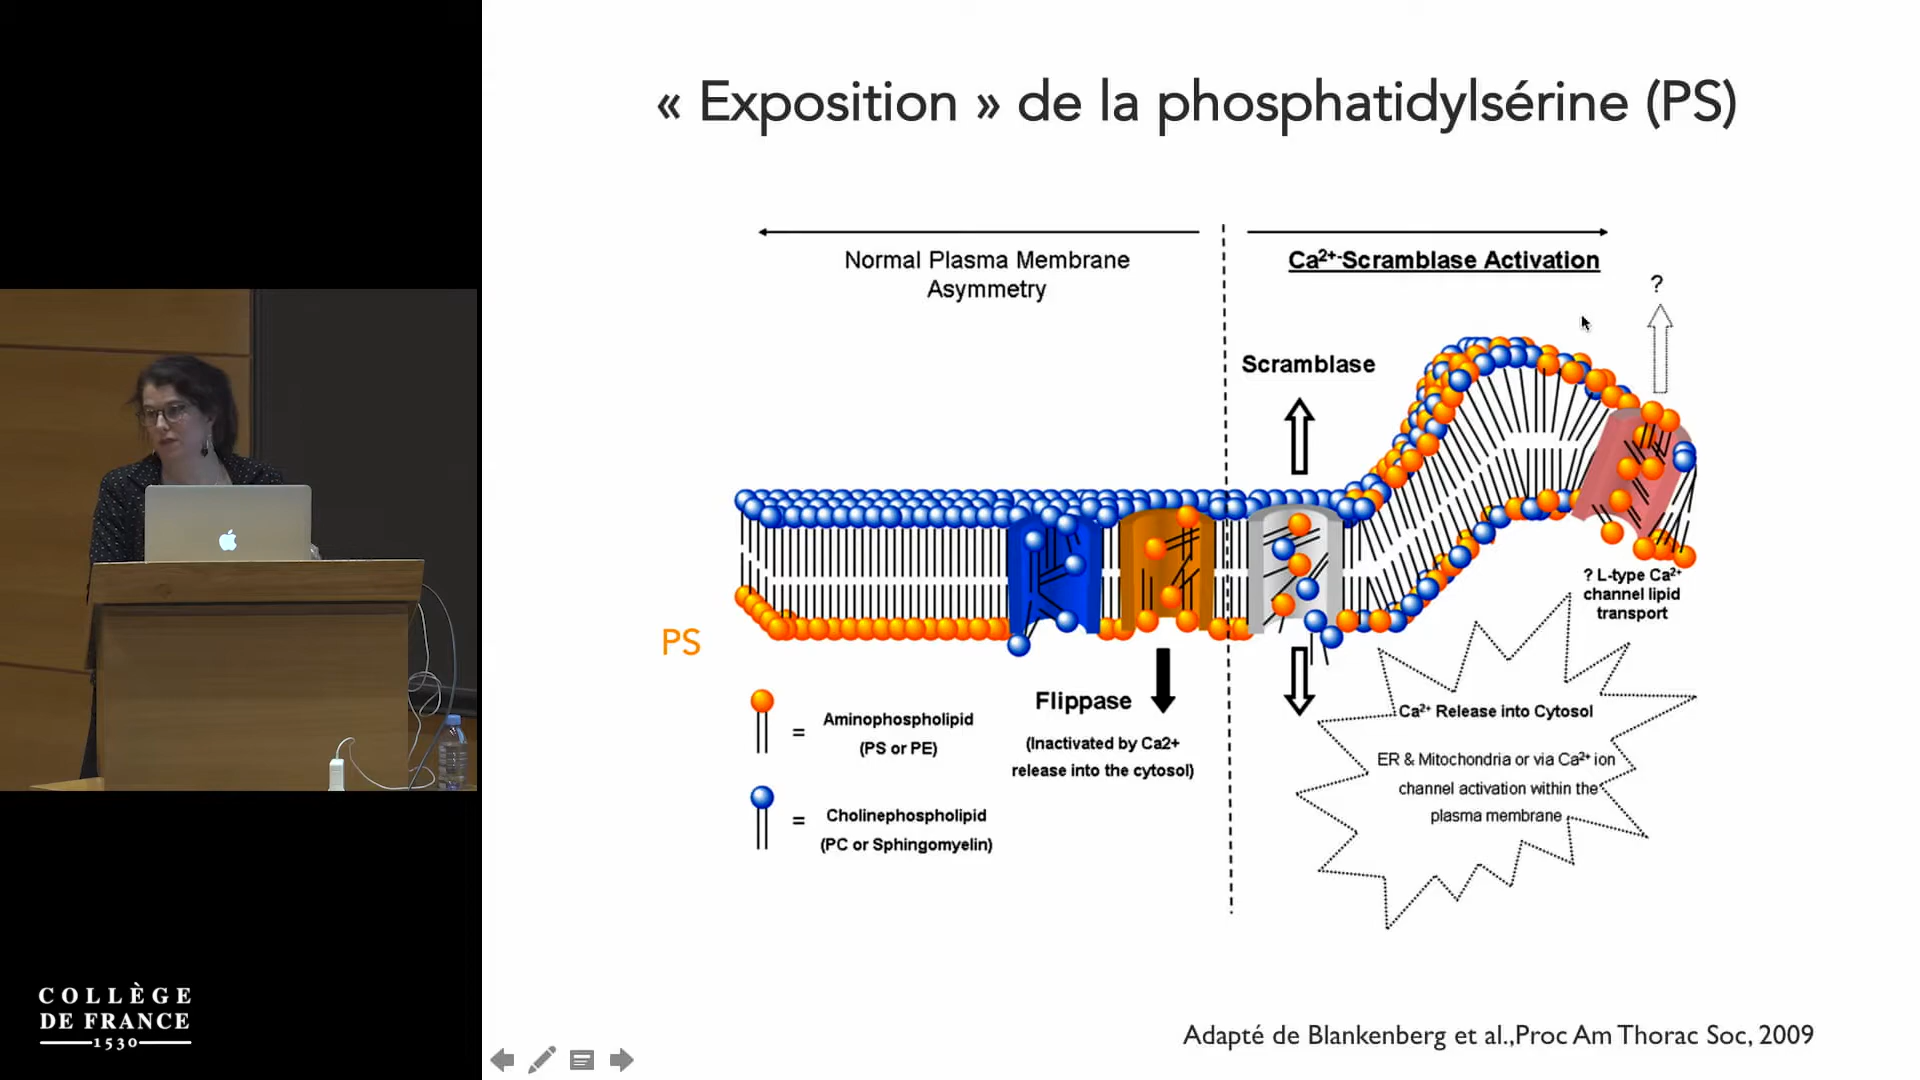 « Exposition » de la phosphatidylsérine (PS)
Normal Plasma Membrane
Asymmetry
Ca²⁺-Scramblase Activation
?
Scramblase
? L-type Ca²⁺
channel lipid
transport
PS
Flippase
(Inactivated by Ca2+
release into the cytosol)
=
Aminophospholipid
(PS or PE)
=
Cholinephospholipid
(PC or Sphingomyelin)
Ca²⁺ Release into Cytosol
ER & Mitochondria or via Ca²⁺ ion
channel activation within the
plasma membrane
Adapté de Blankenberg et al.,Proc Am Thorac Soc, 2009
COLLÈGE
DE FRANCE
1530